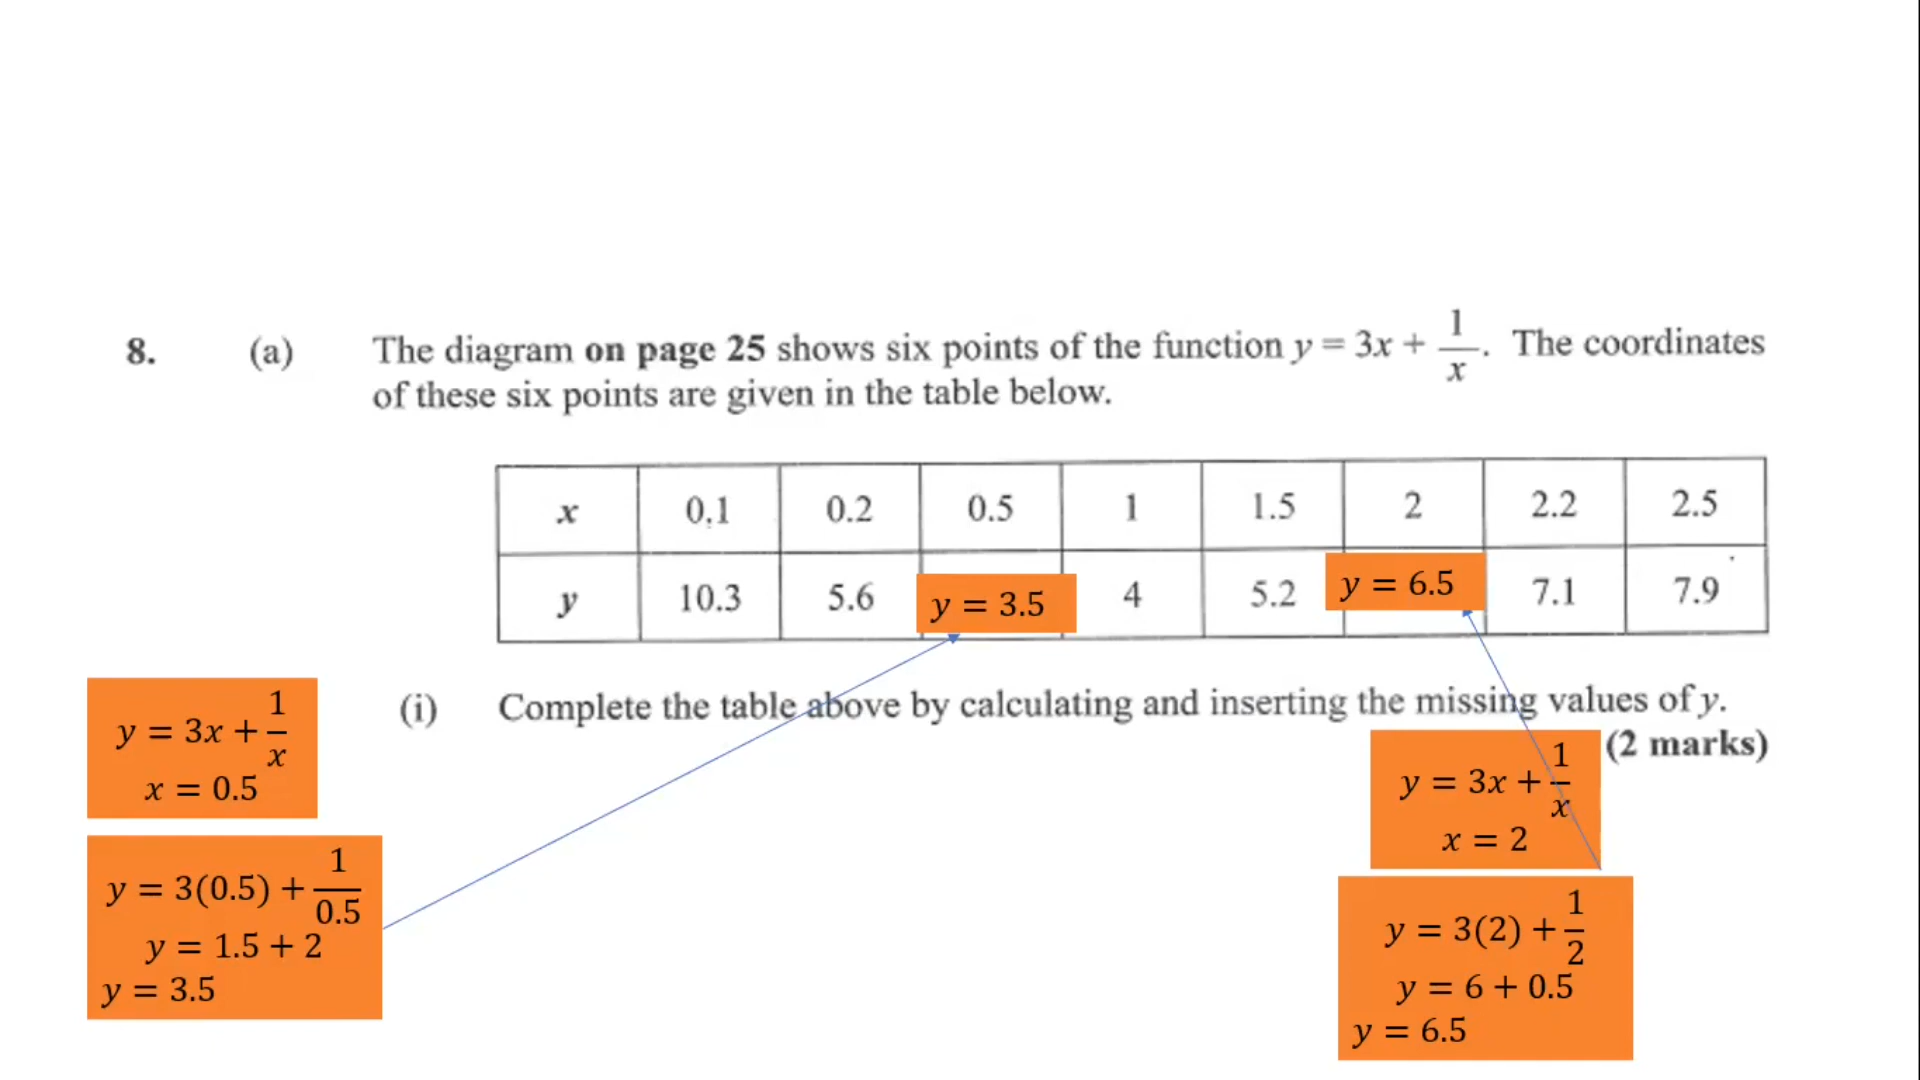 8. (a) The diagram on page 25 shows six points of the function y = 3x + 1/x. The coordinates
of these six points are given in the table below.
x 0.1 0.2 0.5 1 1.5 2 2.2 2.5
y 10.3 5.6 y = 3.5 4 5.2 y = 6.5 7.1 7.9
(i) Complete the table above by calculating and inserting the missing values of y.
(2 marks)
y = 3x + 1/x
x = 0.5
y = 3(0.5) + 1/0.5
y = 1.5 + 2
y = 3.5
y = 3x + 1/x
x = 2
y = 3(2) + 1/2
y = 6 + 0.5
y = 6.5